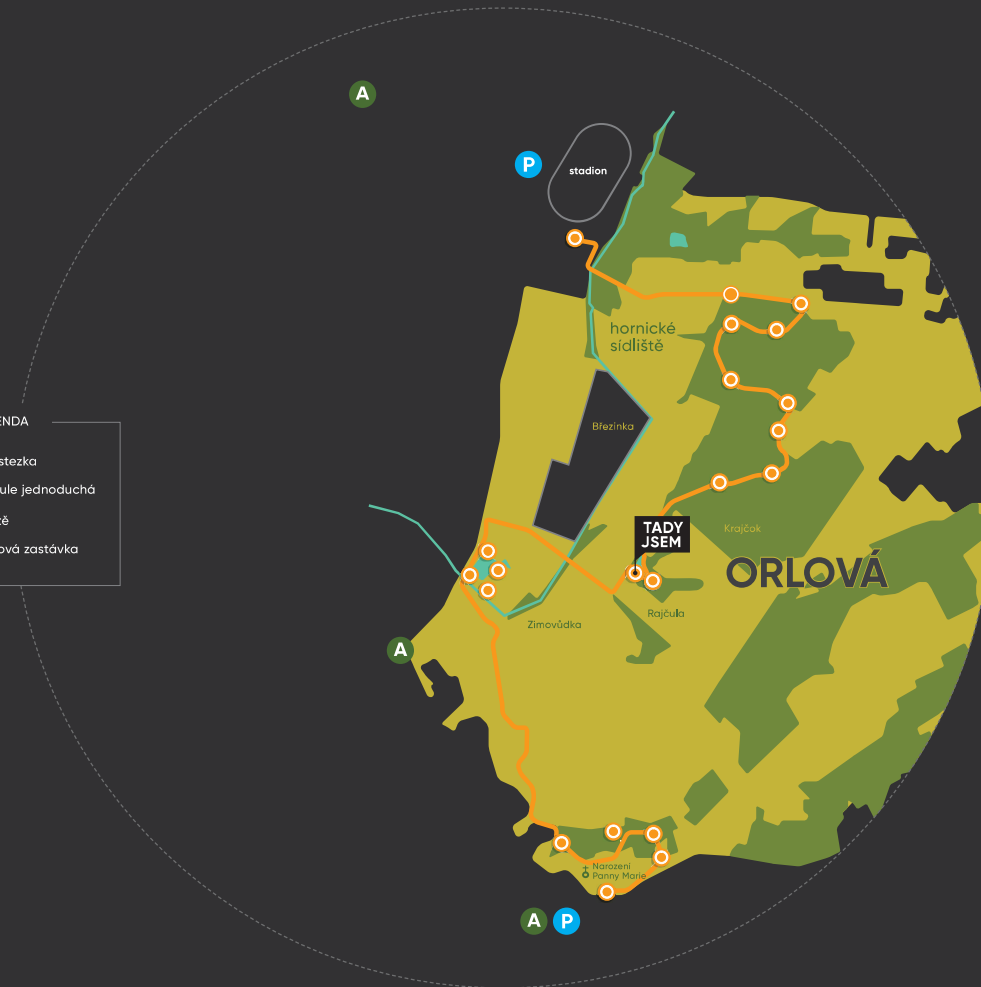 A
P
stadion
hornické
sídliště
ENDA
Březinka
stezka
ule jednoduchá
zě
ová zastávka
TADY
JSEM
Krajčok
ORLOVÁ
Rajčula
Zimovůdka
A
Narození
Panny Marie
A
P